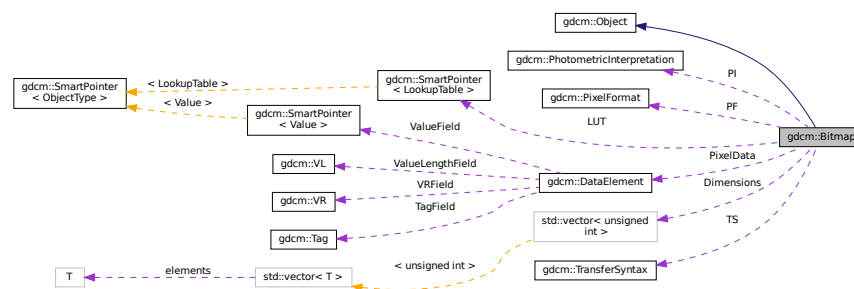 gdcm::Object
gdcm::PhotometricInterpretation
PI
< LookupTable >
gdcm::SmartPointer
< LookupTable >
gdcm::SmartPointer
< ObjectType >
< Value >
gdcm::PixelFormat
PF
gdcm::SmartPointer
< Value >
ValueField
LUT
gdcm::Bitmap
PixelData
gdcm::VL
ValueLengthField
gdcm::DataElement
Dimensions
VRField
gdcm::VR
TagField
std::vector< unsigned
int >
TS
gdcm::Tag
< unsigned int >
gdcm::TransferSyntax
T
elements
std::vector< T >